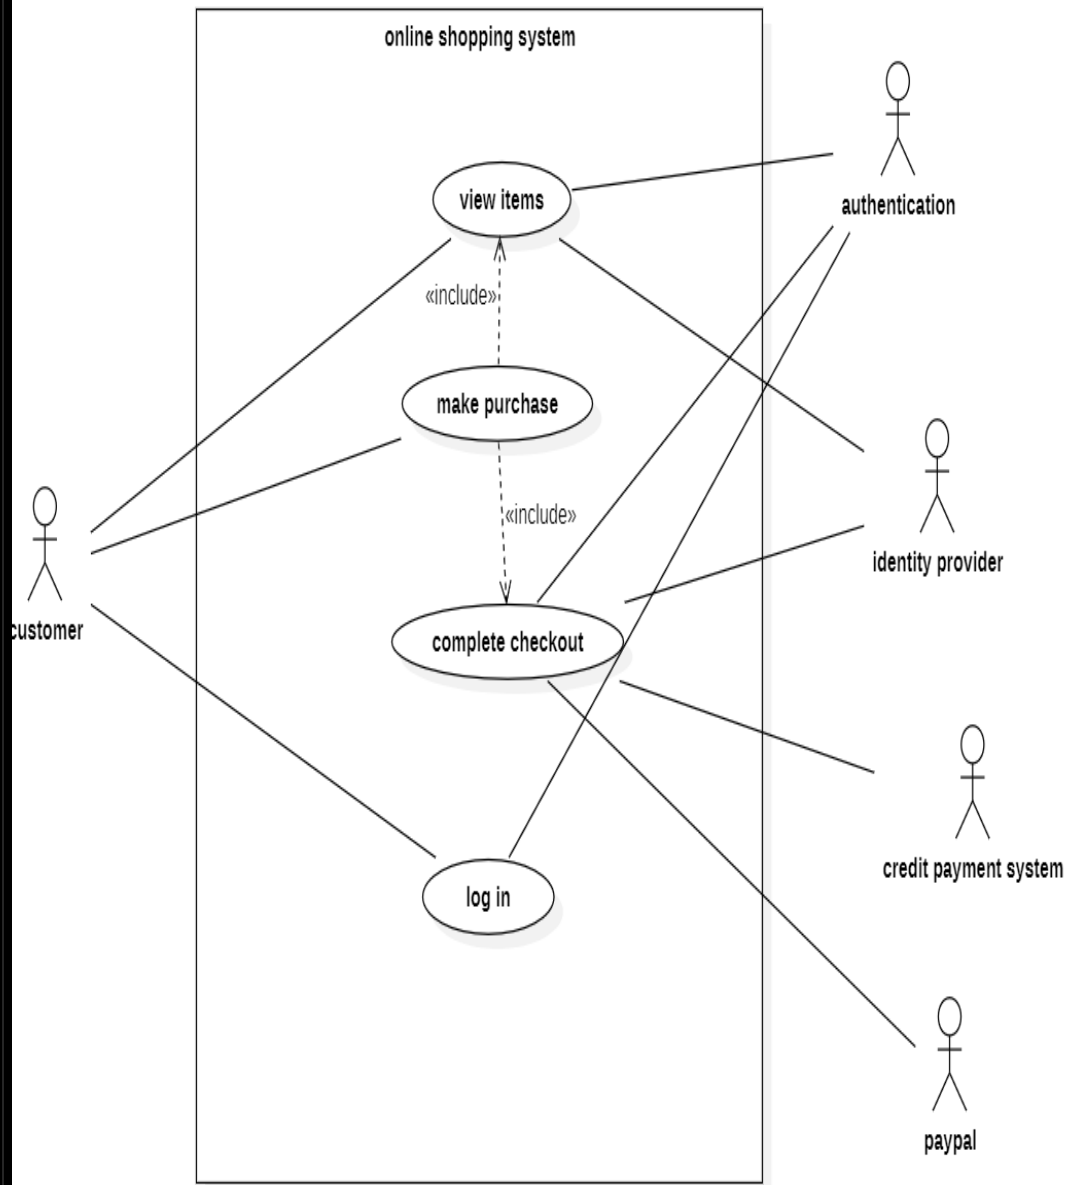 online shopping system
view items
authentication
«include»
make purchase
«include»
identity provider
customer
complete checkout
credit payment system
log in
paypal